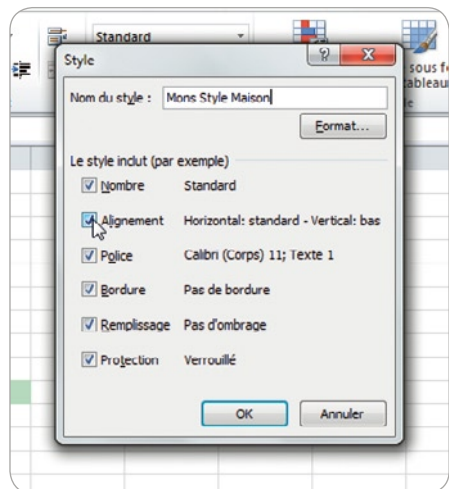 Standard
sous f
tableau
Style
Nom du style : Mons Style Maison
Format...
Le style inclut (par exemple)
Nombre Standard
Alignement Horizontal: standard - Vertical: bas
Police Calibri (Corps) 11; Texte 1
Bordure Pas de bordure
Remplissage Pas d'ombrage
Protection Verrouillé
OK Annuler